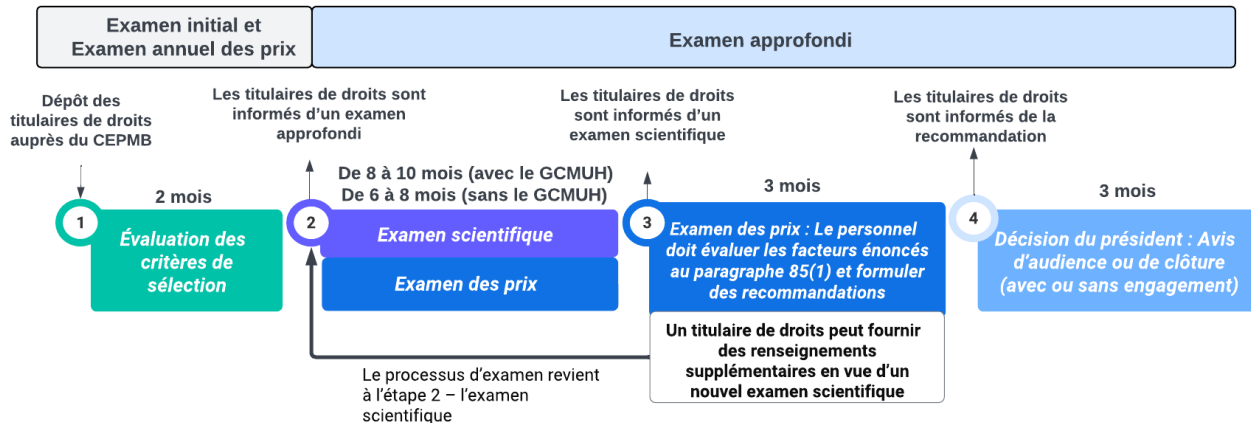 Examen initial et
Examen annuel des prix
Examen approfondi
Dépôt des
titulaires de droits
auprès du CEPMB
Les titulaires de droits sont
informés d’un examen
approfondi
Les titulaires de droits
sont informés d’un
examen scientifique
Les titulaires de droits
sont informés de la
recommandation
2 mois
De 8 à 10 mois (avec le GCMUH)
De 6 à 8 mois (sans le GCMUH)
3 mois
3 mois
1
Évaluation des
critères de
sélection
2
Examen scientifique
Examen des prix
3
Examen des prix : Le personnel
doit évaluer les facteurs énoncés
au paragraphe 85(1) et formuler
des recommandations
4
Décision du président : Avis
d’audience ou de clôture
(avec ou sans engagement)
Un titulaire de droits peut fournir
des renseignements
supplémentaires en vue d’un
nouvel examen scientifique
Le processus d’examen revient
à l’étape 2 – l’examen
scientifique